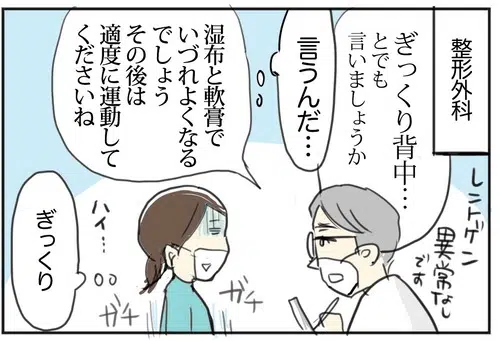 整形外科
ぎっくり背中…
とでも
言いましょうか
レントゲン
異常なし
です
言うんだ…
湿布と軟膏で
いづれよくなる
でしょう
その後は
適度に運動して
くださいね
ハイ…
ぎっくり
ガチ
ガチ